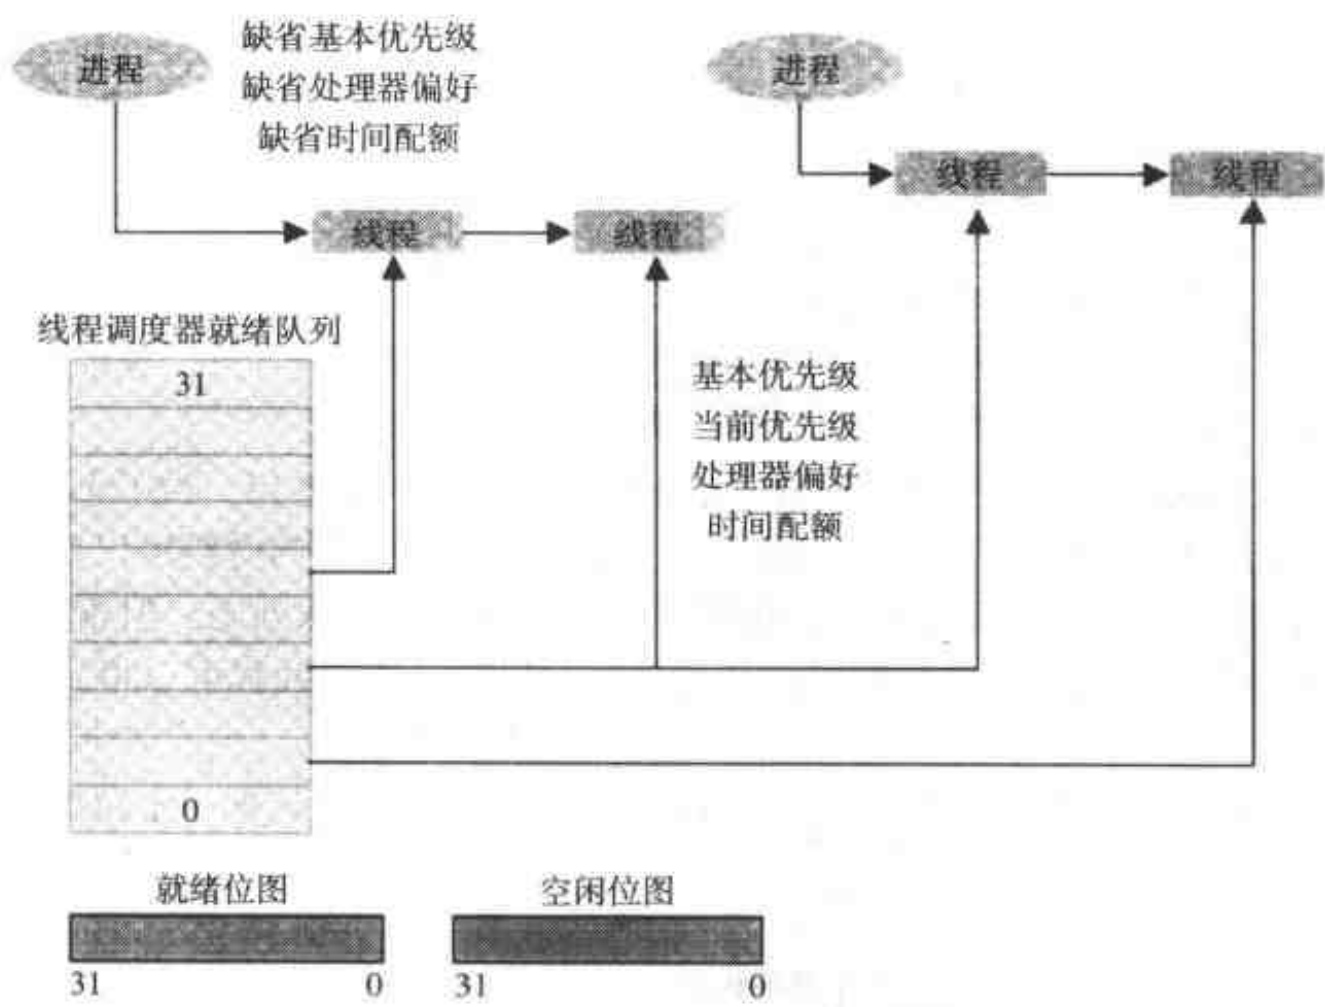 进程
缺省基本优先级
缺省处理器偏好
缺省时间配额
进程
线程
线程
线程
线程
线程调度器就绪队列
31
0
基本优先级
当前优先级
处理器偏好
时间配额
就绪位图
31 0
空闲位图
31 0